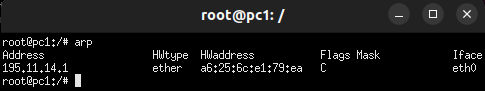 root@pc1: /
root@pc1:/# arp
Address HWtype HWaddress Flags Mask Iface
195.11.14.1 ether a6:25:6c:e1:79:ea C eth0
root@pc1:/#